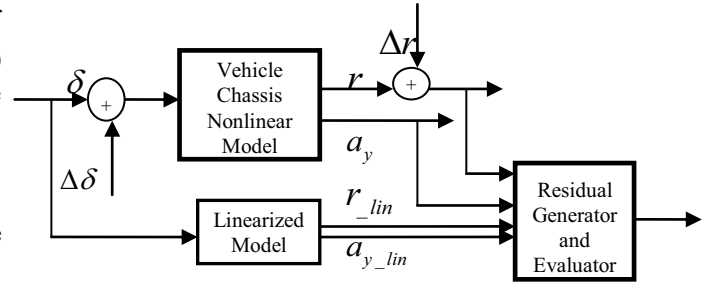 Δr
δ
+
Vehicle
Chassis
Nonlinear
Model
r
+
a_y
Δδ
Linearized
Model
r_lin
a_y_lin
Residual
Generator
and
Evaluator